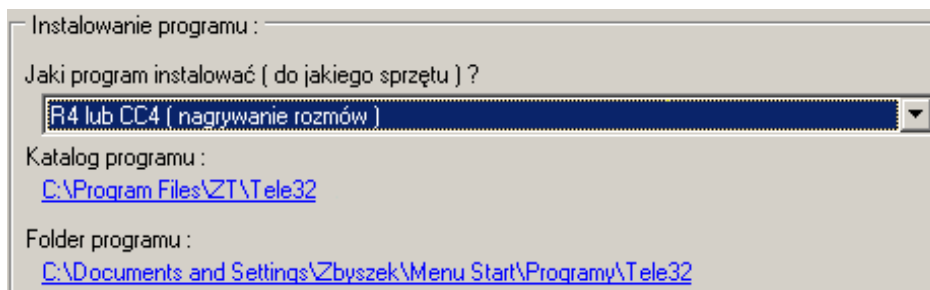 Instalowanie programu :
Jaki program instalować ( do jakiego sprzętu ) ?
R4 lub CC4 ( nagrywanie rozmów )
Katalog programu :
C:\Program Files\ZT\Tele32
Folder programu :
C:\Documents and Settings\Zbyszek\Menu Start\Programy\Tele32